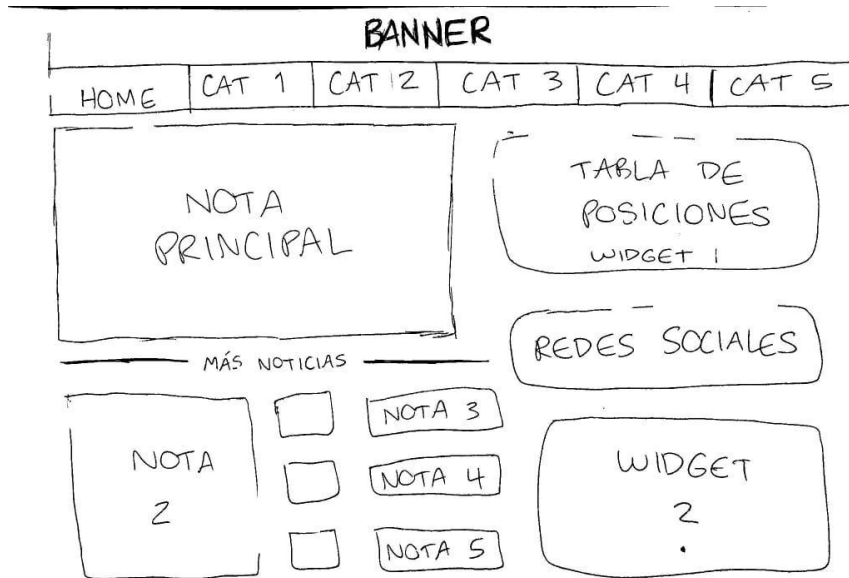 BANNER
HOME CAT 1 CAT 2 CAT 3 CAT 4 CAT 5
NOTA
PRINCIPAL
TABLA DE
POSICIONES
WIDGET 1
REDES SOCIALES
MÁS NOTICIAS
NOTA
2
NOTA 3
NOTA 4
NOTA 5
WIDGET
2